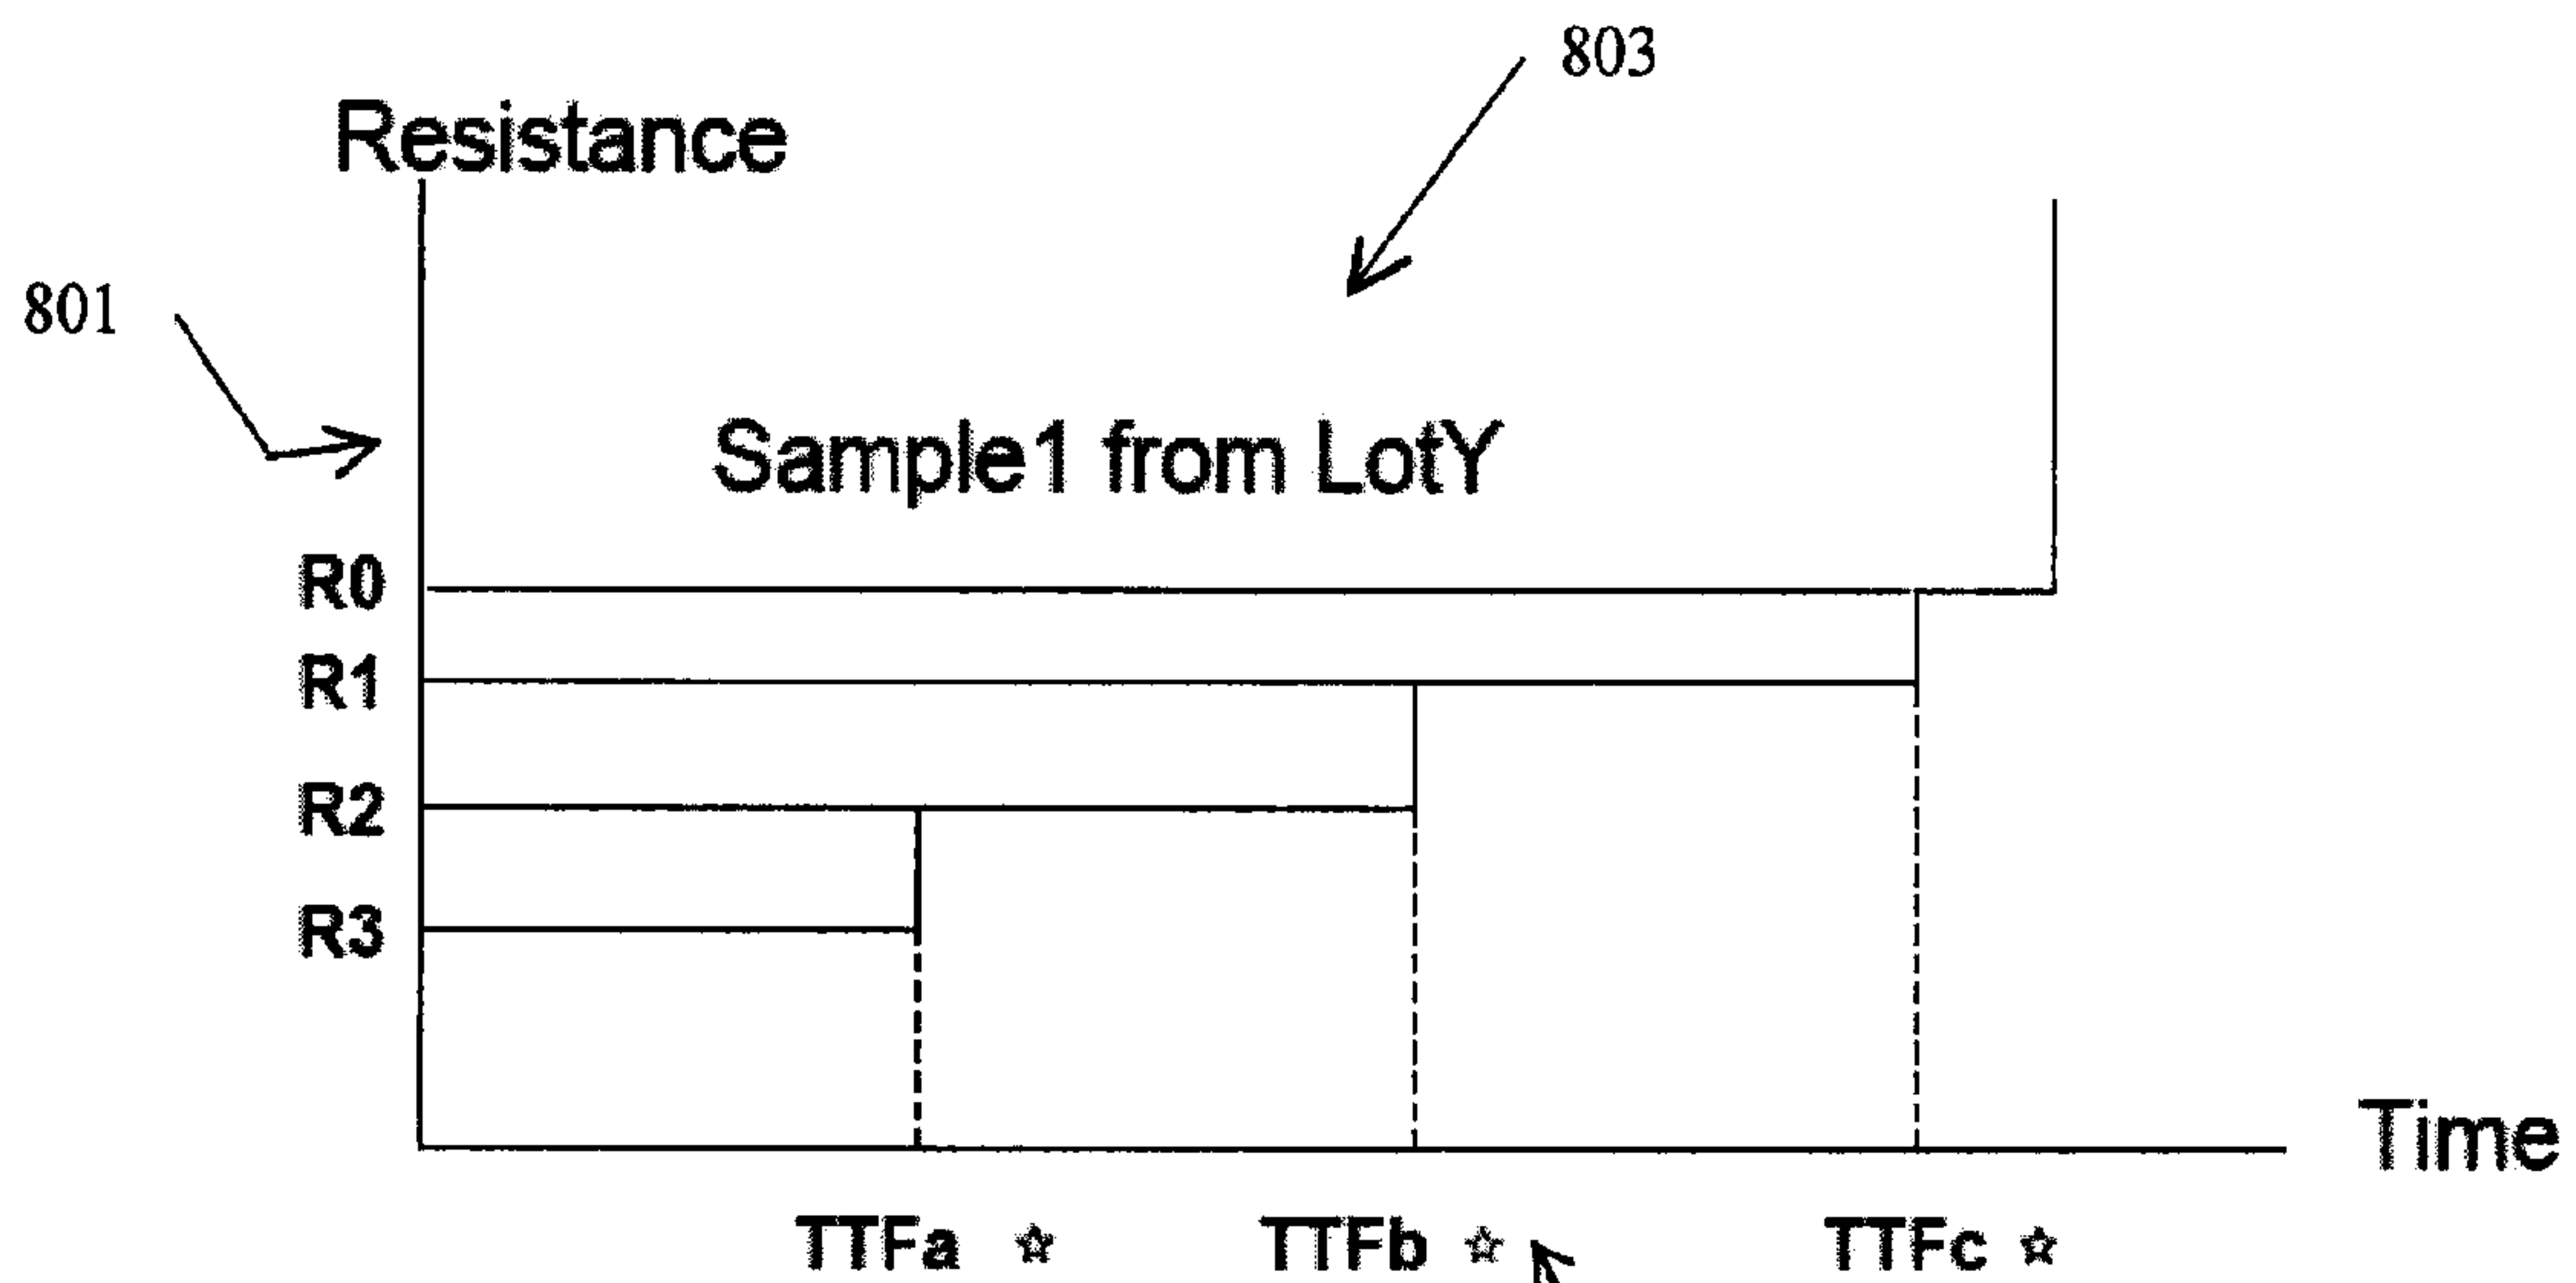 803
Resistance
801
Sample1 from LotY
R0
R1
R2
R3
Time
TTFa ☆
TTFb ☆
TTFc ☆